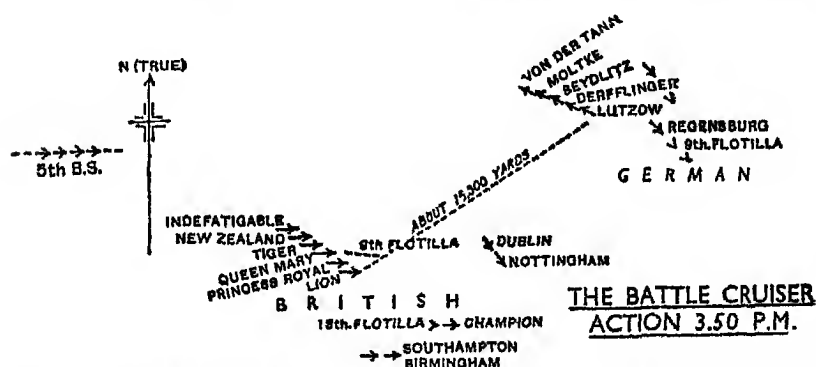 VON DER TANN
MOLTKE
BEYDLITZ
DERFFLINGER
LUTZOW
REGENSBURG
9th. FLOTILLA
GERMAN
N (TRUE)
5th B.S.
ABOUT 15,500 YARDS
INDEFATIGABLE
NEW ZEALAND
TIGER
QUEEN MARY
PRINCESS ROYAL
LION
9th FLOTILLA
DUBLIN
NOTTINGHAM
BRITISH
13th. FLOTILLA CHAMPION
SOUTHAMPTON
BIRMINGHAM
THE BATTLE CRUISER
ACTION 3.50 P.M.